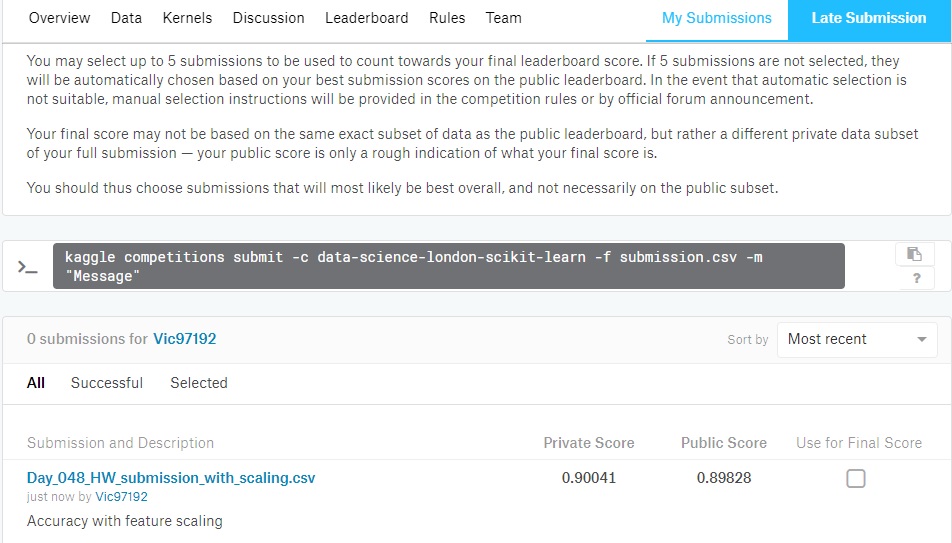 Overview Data Kernels Discussion Leaderboard Rules Team My Submissions Late Submission
You may select up to 5 submissions to be used to count towards your final leaderboard score. If 5 submissions are not selected, they
will be automatically chosen based on your best submission scores on the public leaderboard. In the event that automatic selection is
not suitable, manual selection instructions will be provided in the competition rules or by official forum announcement.
Your final score may not be based on the same exact subset of data as the public leaderboard, but rather a different private data subset
of your full submission — your public score is only a rough indication of what your final score is.
You should thus choose submissions that will most likely be best overall, and not necessarily on the public subset.
>_ kaggle competitions submit -c data-science-london-scikit-learn -f submission.csv -m
"Message"
?
0 submissions for Vic97192 Sort by Most recent
All Successful Selected
Submission and Description Private Score Public Score Use for Final Score
Day_048_HW_submission_with_scaling.csv 0.90041 0.89828
just now by Vic97192
Accuracy with feature scaling